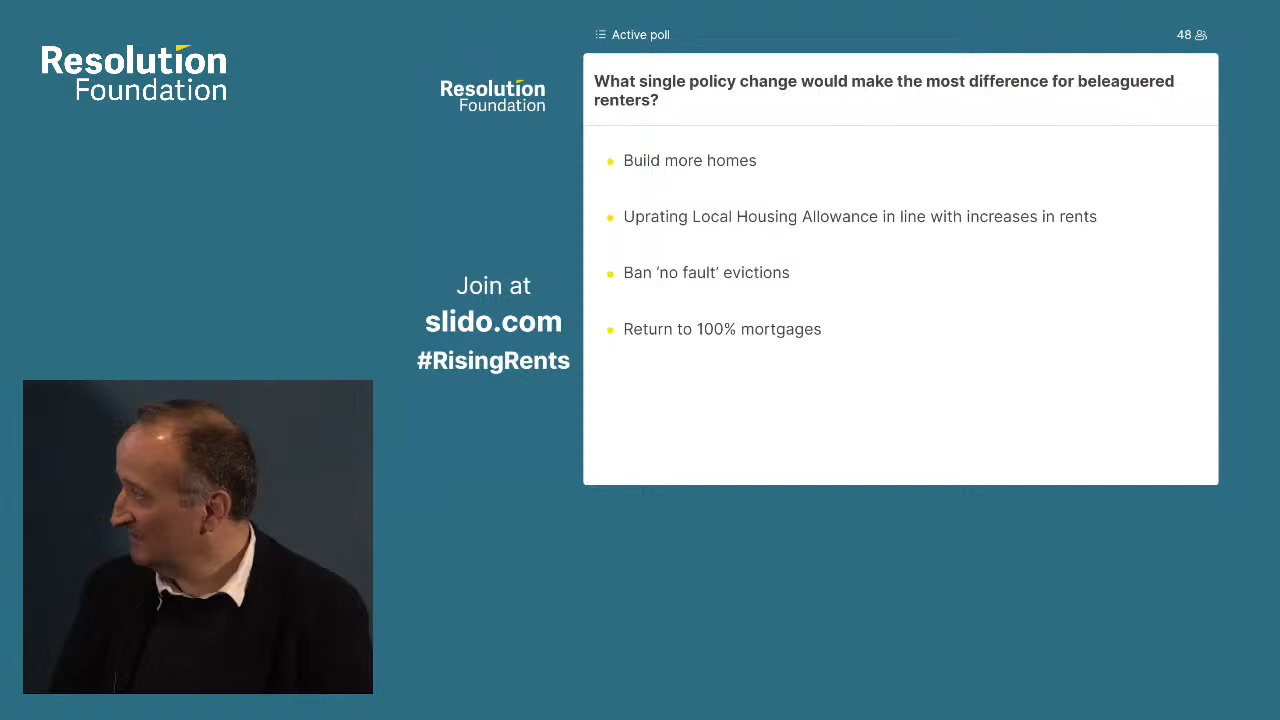 Resolution
Foundation
Active poll
48
Resolution
Foundation
What single policy change would make the most difference for beleaguered
renters?
Build more homes
Uprating Local Housing Allowance in line with increases in rents
Ban ‘no fault’ evictions
Return to 100% mortgages
Join at
slido.com
#RisingRents